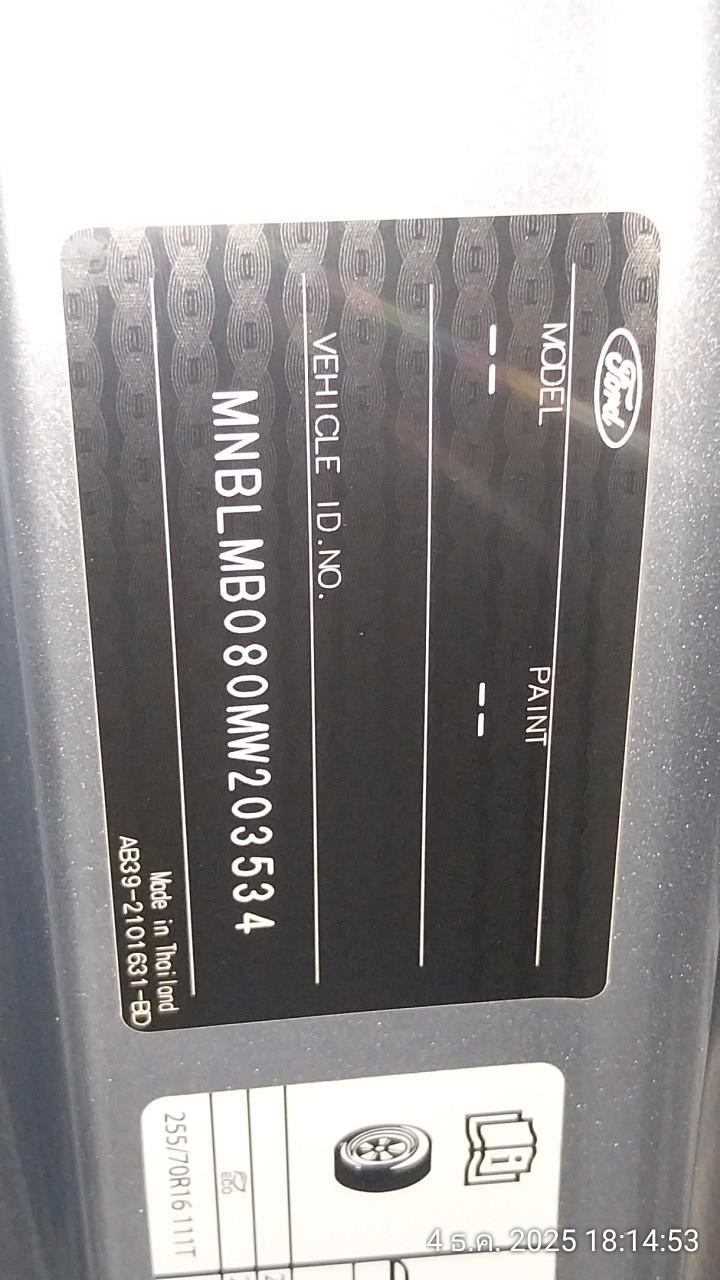 Ford
MODEL PAINT
-- --
VEHICLE ID.NO.
MNBLMB080MW203534
Made in Thailand
AB39-2101631-BD
ECO
255/70R16 111T
4 ธ.ค. 2025 18:14:53